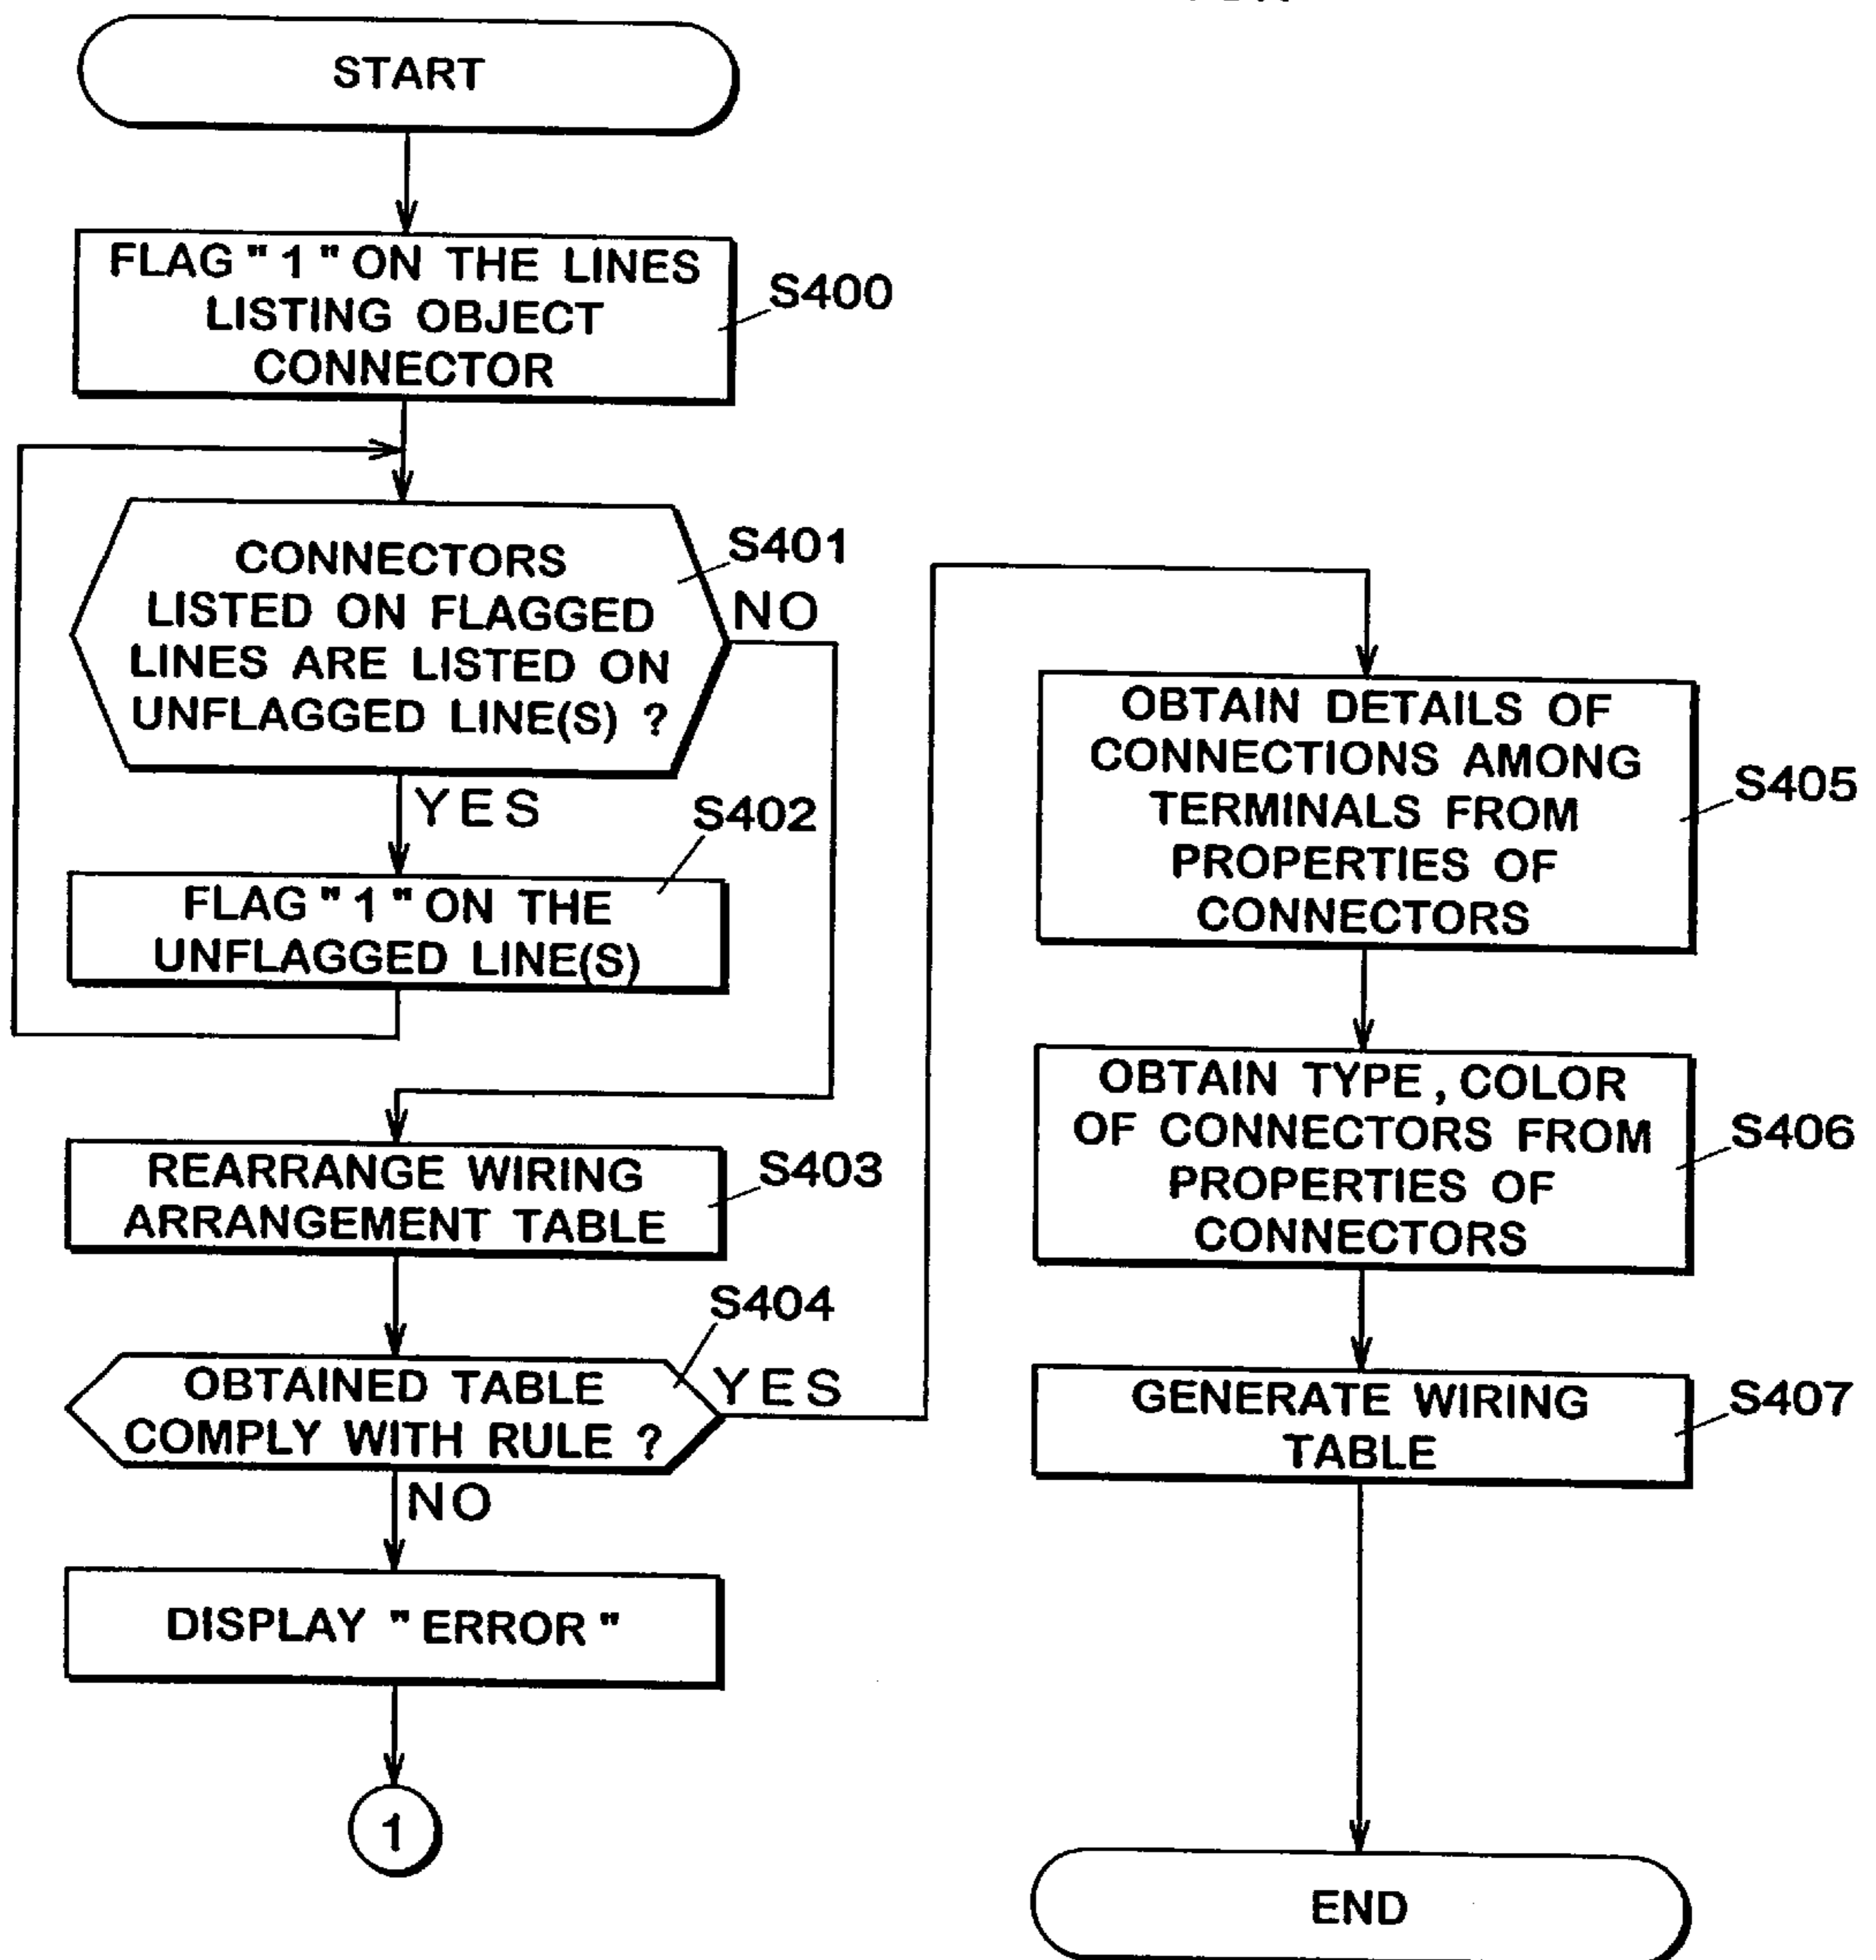 START
FLAG "1" ON THE LINES
LISTING OBJECT
CONNECTOR
S400
CONNECTORS
LISTED ON FLAGGED
LINES ARE LISTED ON
UNFLAGGED LINE(S) ?
S401
NO
YES
S402
FLAG "1" ON THE
UNFLAGGED LINE(S)
REARRANGE WIRING
ARRANGEMENT TABLE
S403
S404
OBTAINED TABLE
COMPLY WITH RULE ?
YES
NO
DISPLAY "ERROR"
1
OBTAIN DETAILS OF
CONNECTIONS AMONG
TERMINALS FROM
PROPERTIES OF
CONNECTORS
S405
OBTAIN TYPE, COLOR
OF CONNECTORS FROM
PROPERTIES OF
CONNECTORS
S406
GENERATE WIRING
TABLE
S407
END